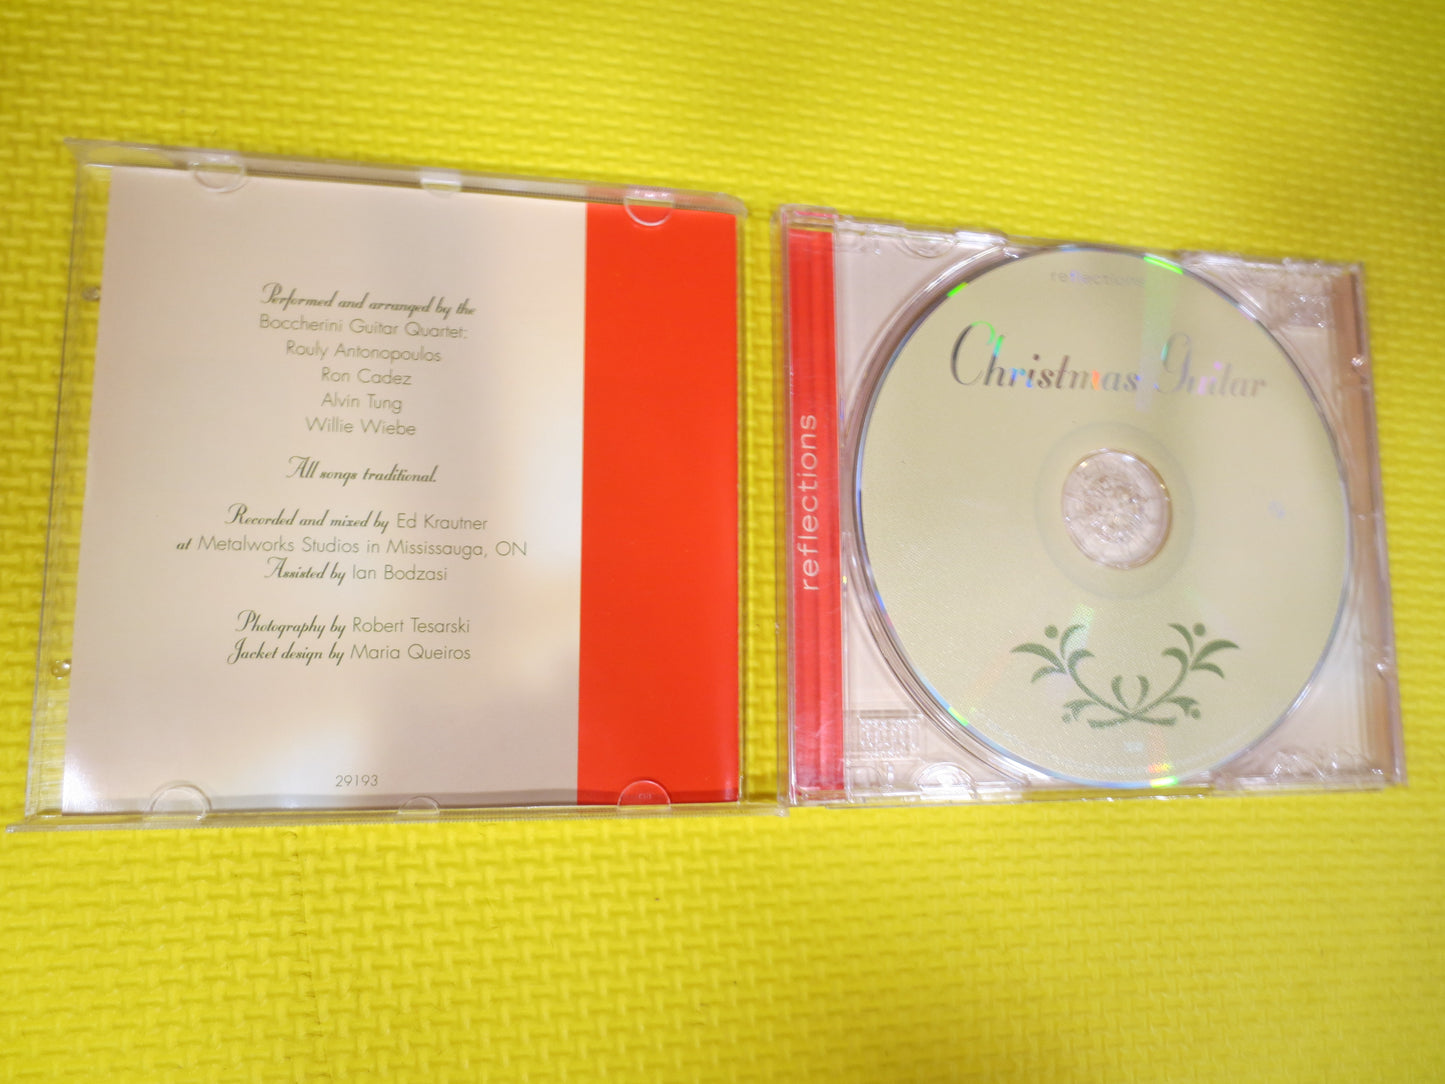 Performed and arranged by the
Boccherini Guitar Quartet:
Rouly Antonopoulos
Ron Cadez
Alvin Tung
Willie Wiebe
All songs traditional.
Recorded and mixed by Ed Krautner
at Metalworks Studios in Mississauga, ON
Assisted by Ian Bodzasi
Photography by Robert Tesarski
Jacket design by Maria Queiros
29193
reflections
reflections
Christmas Guitar